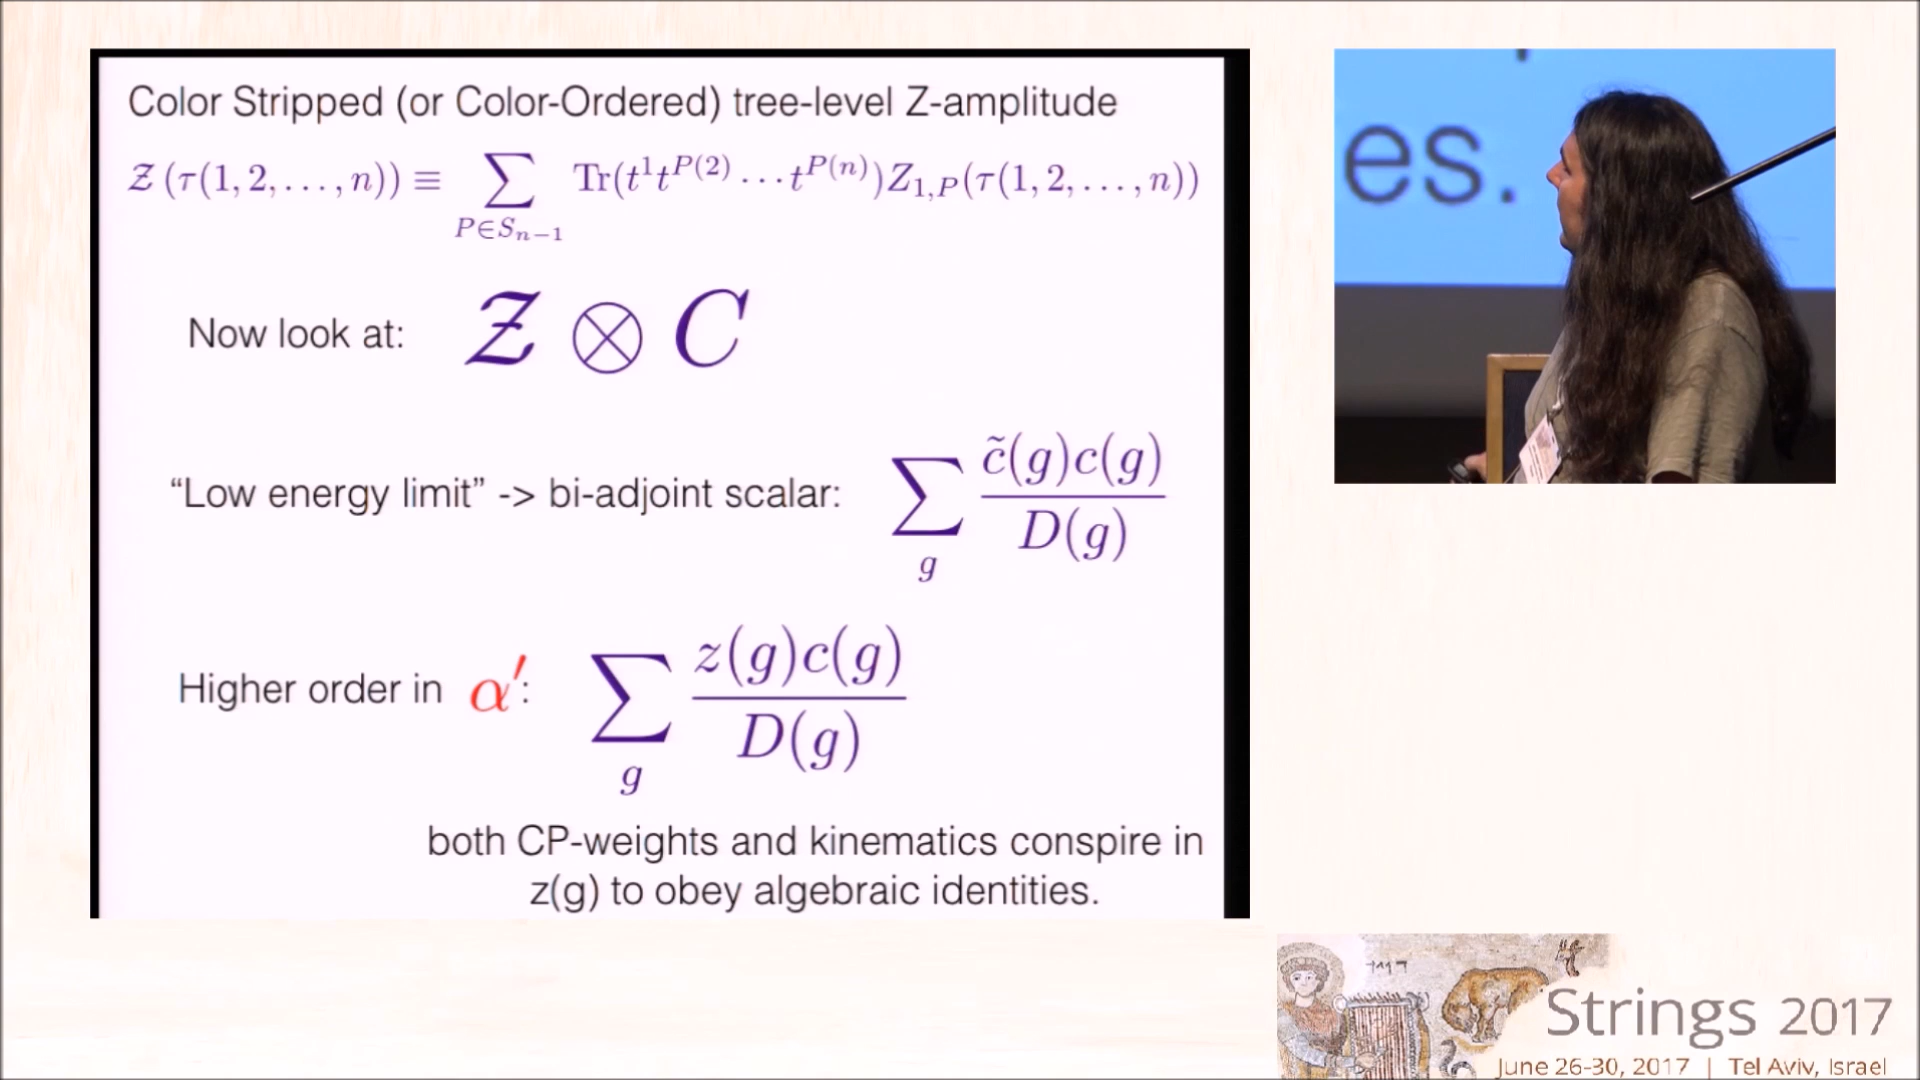 Color Stripped (or Color-Ordered) tree-level Z-amplitude
𝒵 (τ(1, 2, . . . , n)) ≡ ∑_{P∈S_{n−1}} Tr(t^1 t^{P(2)} · · · t^{P(n)}) Z_{1,P}(τ(1, 2, . . . , n))
Now look at: 𝒵 ⊗ C
“Low energy limit” -> bi-adjoint scalar: ∑_g c̃(g)c(g) / D(g)
Higher order in α′: ∑_g z(g)c(g) / D(g)
both CP-weights and kinematics conspire in
z(g) to obey algebraic identities.
es.
Strings 2017
June 26-30, 2017 | Tel Aviv, Israel